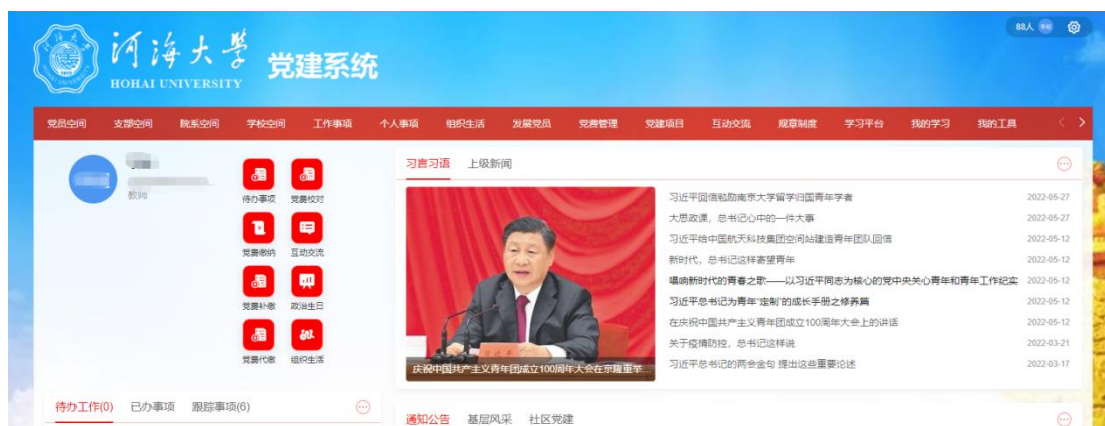 河海大学
HOHAI UNIVERSITY
党建系统
88人
党员空间 支部空间 院系空间 学校空间 工作事项 个人事项 组织生活 发展党员 党费管理 党建项目 互动交流 规章制度 学习平台 我的学习 我的工具
教师
待办事项 党费校对
党费缴纳 互动交流
党费补缴 政治生日
党费代缴 组织生活
待办工作(0) 已办事项 跟踪事项(6)
习言习语 上级新闻
庆祝中国共产主义青年团成立100周年大会在京隆重举...
习近平回信勉励南京大学留学归国青年学者 2022-05-27
大思政课，总书记心中的一件大事 2022-05-27
习近平给中国航天科技集团空间站建造青年团队回信 2022-05-12
新时代，总书记这样寄望青年 2022-05-12
唱响新时代的青春之歌——以习近平同志为核心的党中央关心青年和青年工作纪实 2022-05-12
习近平总书记为青年“定制”的成长手册之修养篇 2022-05-12
在庆祝中国共产主义青年团成立100周年大会上的讲话 2022-05-12
关于疫情防控，总书记这样说 2022-03-21
习近平总书记的两会金句 提出这些重要论述 2022-03-17
通知公告 基层风采 社区党建